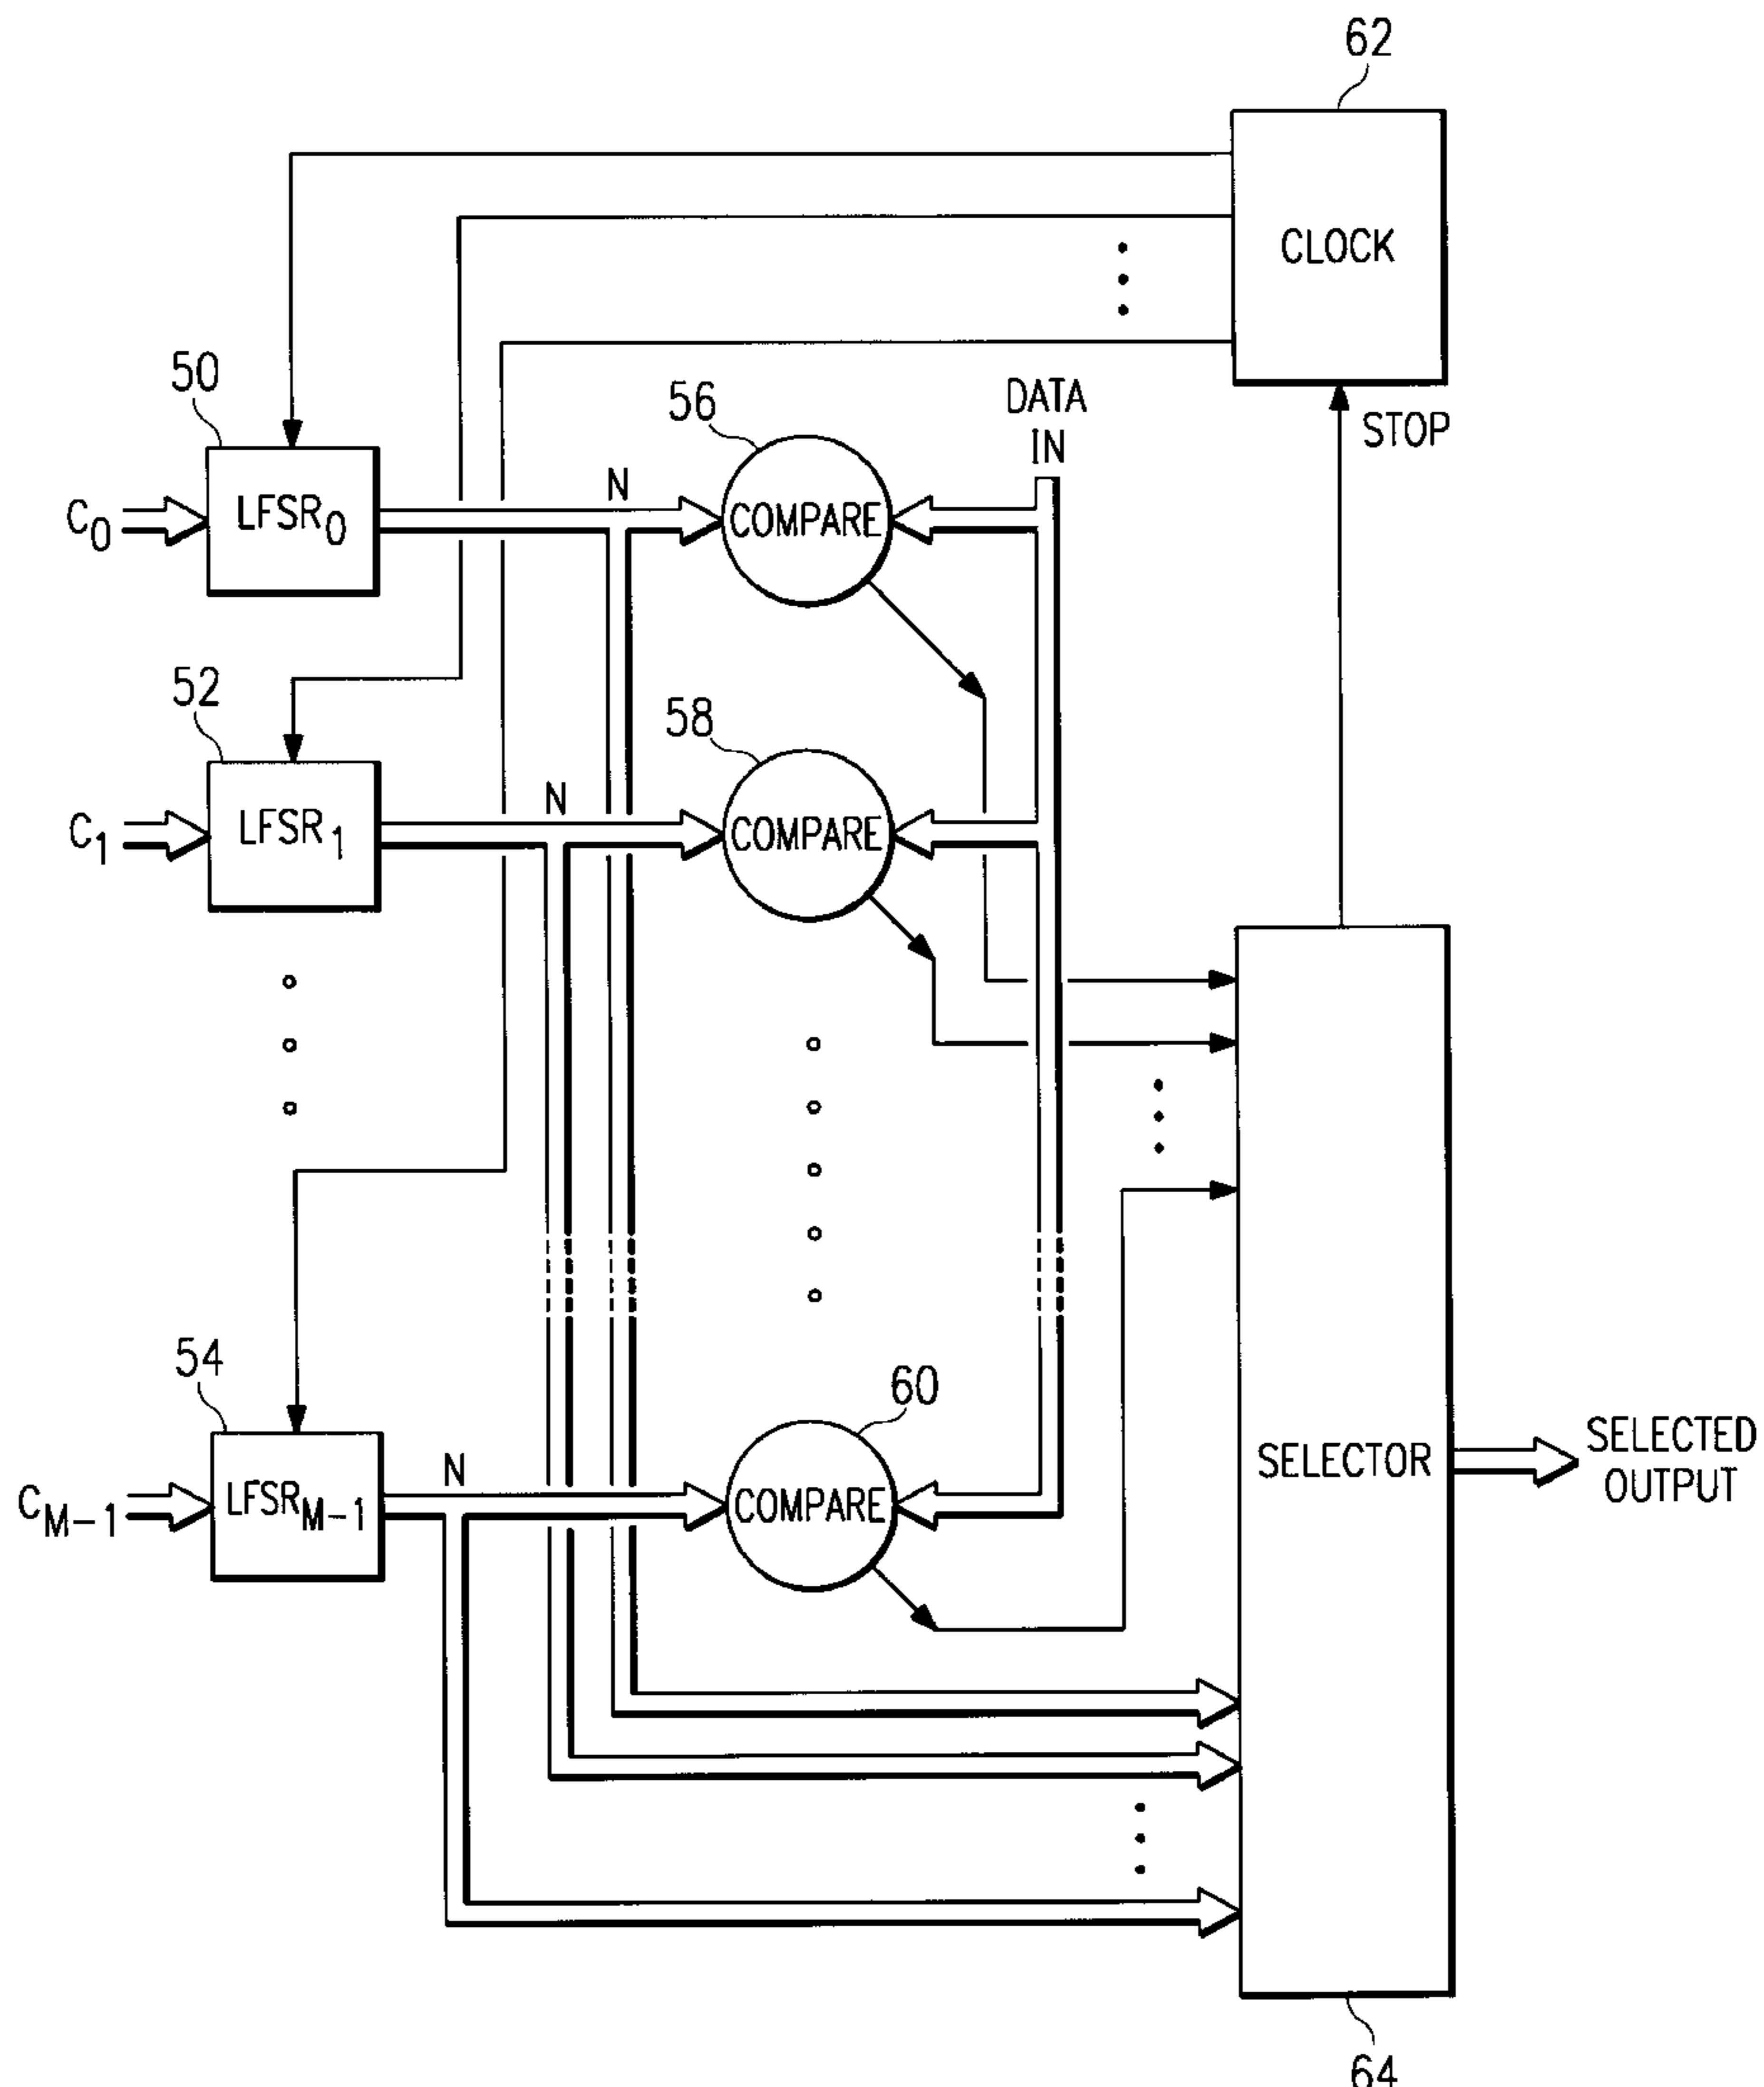 62
CLOCK
STOP
50
56
DATA
IN
C0
LFSR0
N
COMPARE
52
58
C1
LFSR1
N
COMPARE
54
60
CM-1
LFSRM-1
N
COMPARE
SELECTOR
SELECTED
OUTPUT
64